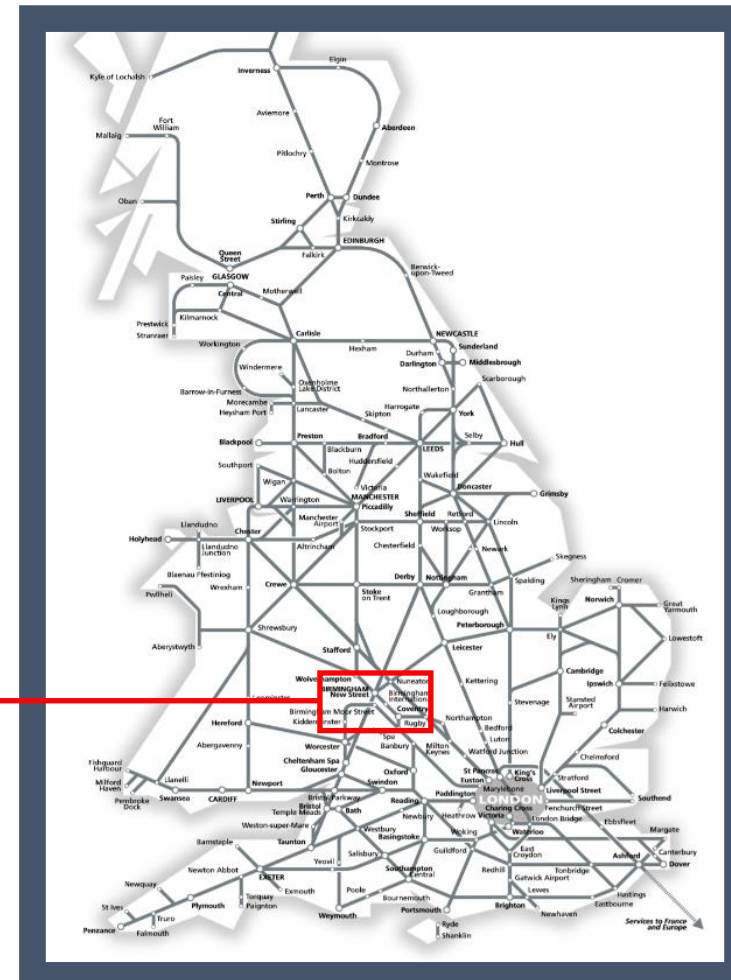 Elgin
Inverness
Kyle of Lochalsh
Aviemore
Fort
William
Aberdeen
Mallaig
Pitlochry
Montrose
Perth
Dundee
Oban
Stirling
Kirkcaldy
EDINBURGH
Queen
Street
Falkirk
Berwick-
upon-Tweed
Paisley
GLASGOW
Central
Motherwell
Prestwick
Kilmarnock
Stranraer
Carlisle
NEWCASTLE
Workington
Hexham
Sunderland
Durham
Darlington
Middlesbrough
Windermere
Oxenholme
Lake District
Northallerton
Scarborough
Barrow-in-Furness
Morecambe
Heysham Port
Lancaster
Harrogate
Skipton
York
Preston
Bradford
Selby
Blackpool
Blackburn
LEEDS
Hull
Huddersfield
Southport
Bolton
Wakefield
Wigan
Victoria
Doncaster
Grimsby
LIVERPOOL
Warrington
MANCHESTER
Piccadilly
Manchester
Airport
Sheffield
Retford
Llandudno
Stockport
Worksop
Lincoln
Holyhead
Chester
Llandudno
Junction
Altrincham
Chesterfield
Newark
Skegness
Blaenau Ffestiniog
Wrexham
Crewe
Derby
Nottingham
Spalding
Sheringham
Cromer
Pwllheli
Stoke
on Trent
Grantham
Kings
Lynn
Norwich
Great
Yarmouth
Loughborough
Shrewsbury
Peterborough
Ely
Lowestoft
Aberystwyth
Stafford
Leicester
Cambridge
Wolverhampton
BIRMINGHAM
New Street
Nuneaton
Kettering
Ipswich
Felixstowe
Birmingham
International
Leominster
Stevenage
Stansted
Airport
Harwich
Birmingham Moor Street
Coventry
Kidderminster
Rugby
Northampton
Hereford
Bedford
Colchester
Luton
Worcester
Spa
Banbury
Milton
Keynes
Watford Junction
Chelmsford
Abergavenny
Cheltenham Spa
Gloucester
Fishguard
Harbour
Oxford
St Pancras
Euston
King's
Cross
Stratford
Milford
Haven
Llanelli
Newport
Swindon
Marylebone
Liverpool Street
Pembroke
Dock
Swansea
CARDIFF
Bristol Parkway
Paddington
LONDON
Southend
Bristol
Temple Meads
Bath
Reading
Charing Cross
Fenchurch Street
Newbury
Heathrow
Victoria
London Bridge
Ebbsfleet
Weston-super-Mare
Westbury
Basingstoke
Woking
Waterloo
Margate
Barnstaple
Taunton
Guildford
East
Croydon
Canterbury
Yeovil
Salisbury
Ashford
Dover
Newton Abbot
EXETER
Southampton
Central
Redhill
Tonbridge
Gatwick Airport
Newquay
Exmouth
Poole
Lewes
Hastings
St Ives
Plymouth
Torquay
Paignton
Bournemouth
Eastbourne
Truro
Weymouth
Portsmouth
Brighton
Newhaven
Penzance
Falmouth
Ryde
Shanklin
Services to France
and Europe